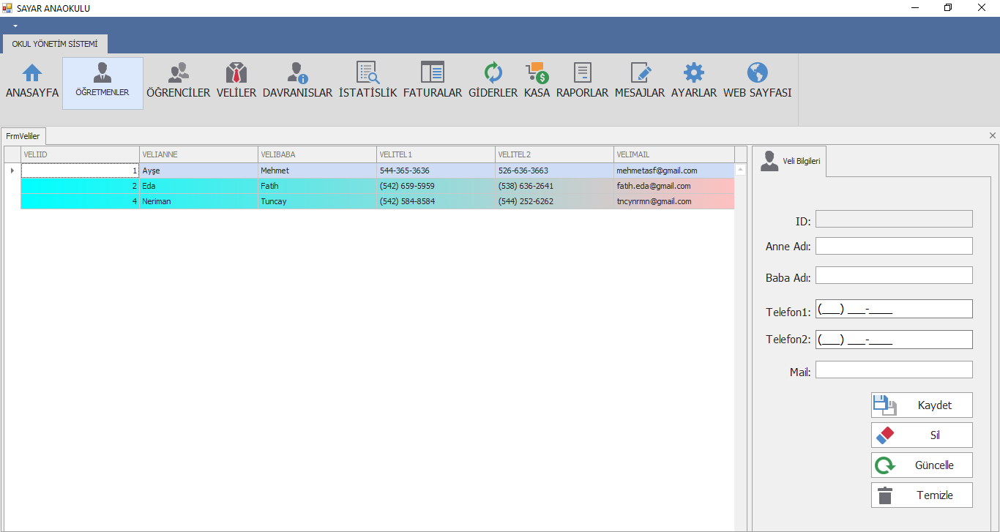 SAYAR ANAOKULU
OKUL YÖNETİM SİSTEMİ
ANASAYFA ÖĞRETMENLER ÖĞRENCİLER VELİLER DAVRANISLAR İSTATİSLİK FATURALAR GİDERLER KASA RAPORLAR MESAJLAR AYARLAR WEB SAYFASI
FrmVeliler
VELIID VELIANNE VELIBABA VELITEL1 VELITEL2 VELIMAIL
1 Ayşe Mehmet 544-365-3636 526-636-3663 mehmetasf@gmail.com
2 Eda Fatih (542) 659-5959 (538) 636-2641 fatih.eda@gmail.com
4 Neriman Tuncay (542) 584-8584 (544) 252-6262 tncynrmn@gmail.com
Veli Bilgileri
ID:
Anne Adı:
Baba Adı:
Telefon1: (___) ___-____
Telefon2: (___) ___-____
Mail:
Kaydet
Sil
Güncelle
Temizle